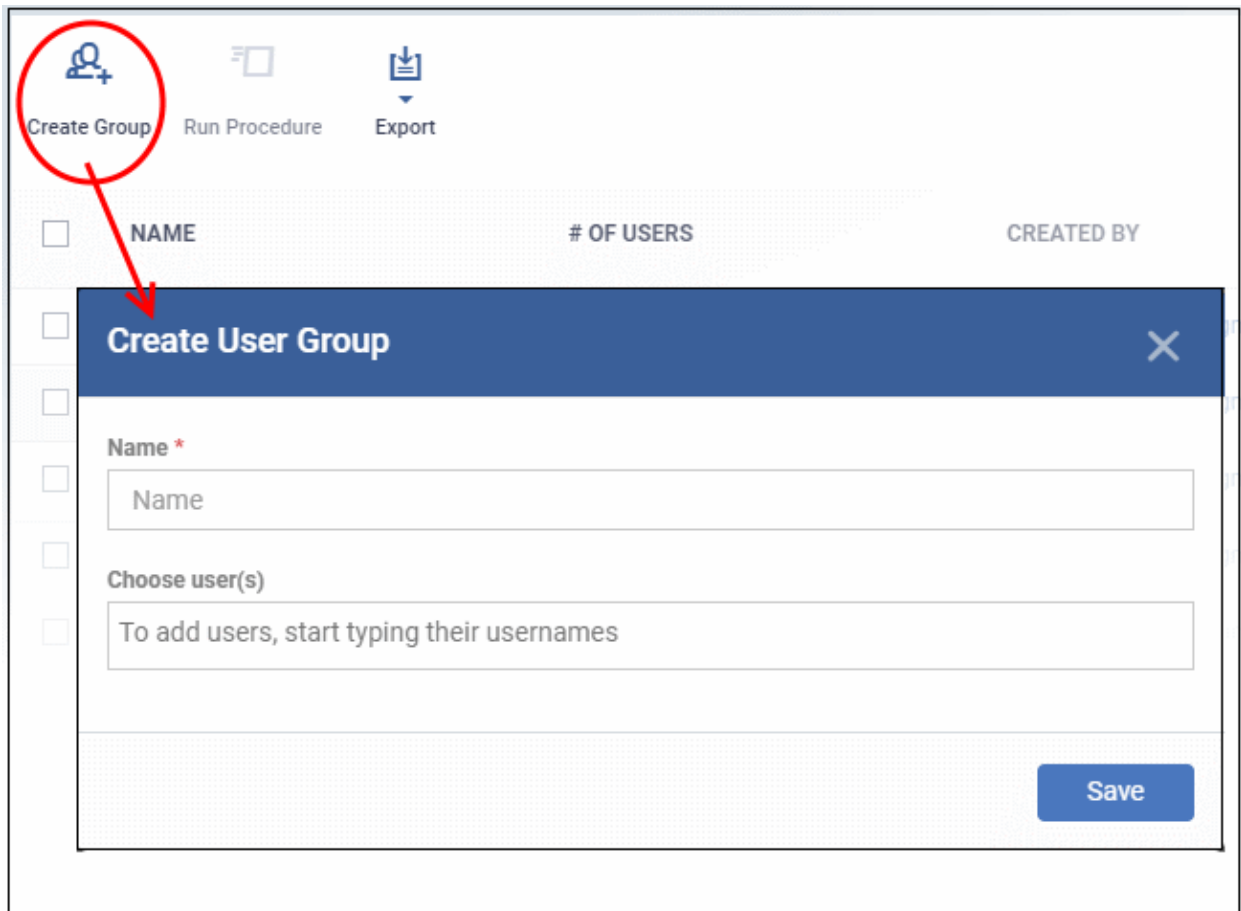 Create Group Run Procedure Export
NAME # OF USERS CREATED BY
Create User Group
Name *
Name
Choose user(s)
To add users, start typing their usernames
Save